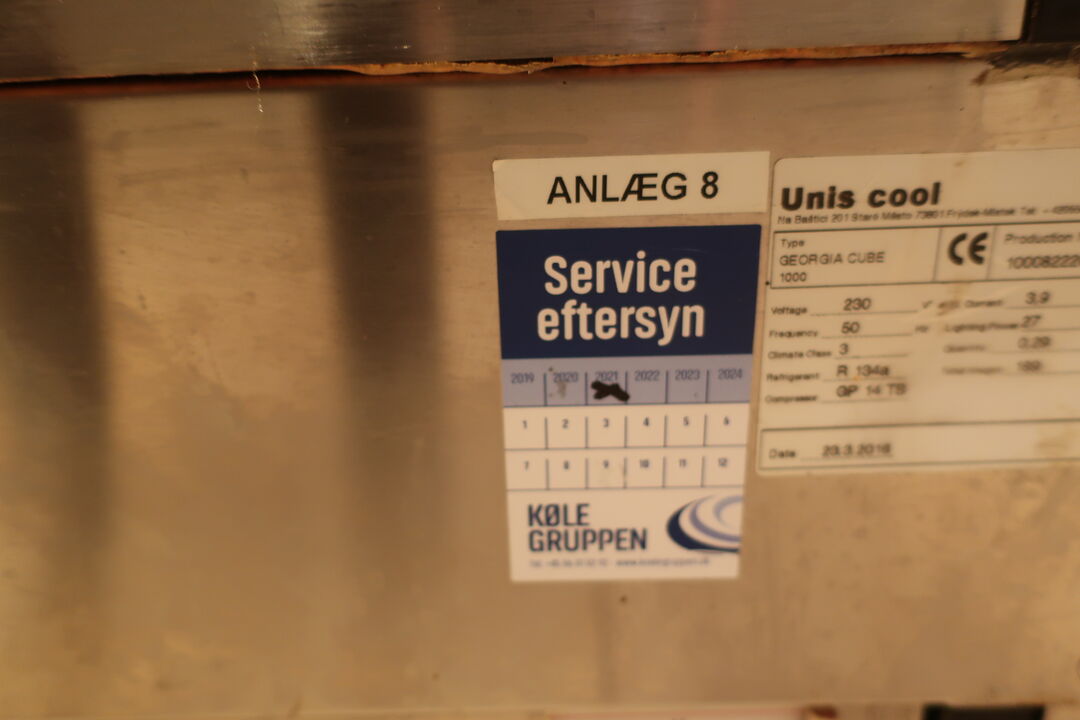 ANLÆG 8
Service
eftersyn
2019 2020 2021 2022 2023 2024
1 2 3 4 5 6
7 8 9 10 11 12
KØLE
GRUPPEN
Unis cool
Type
GEORGIA CUBE
1000
CE
Production
Voltage 230
Frequency 50
Climate Class 3
Refrigerant R 134a
Compressor GP 14 TB
3,9
27
0,29
Date 23.3.2016